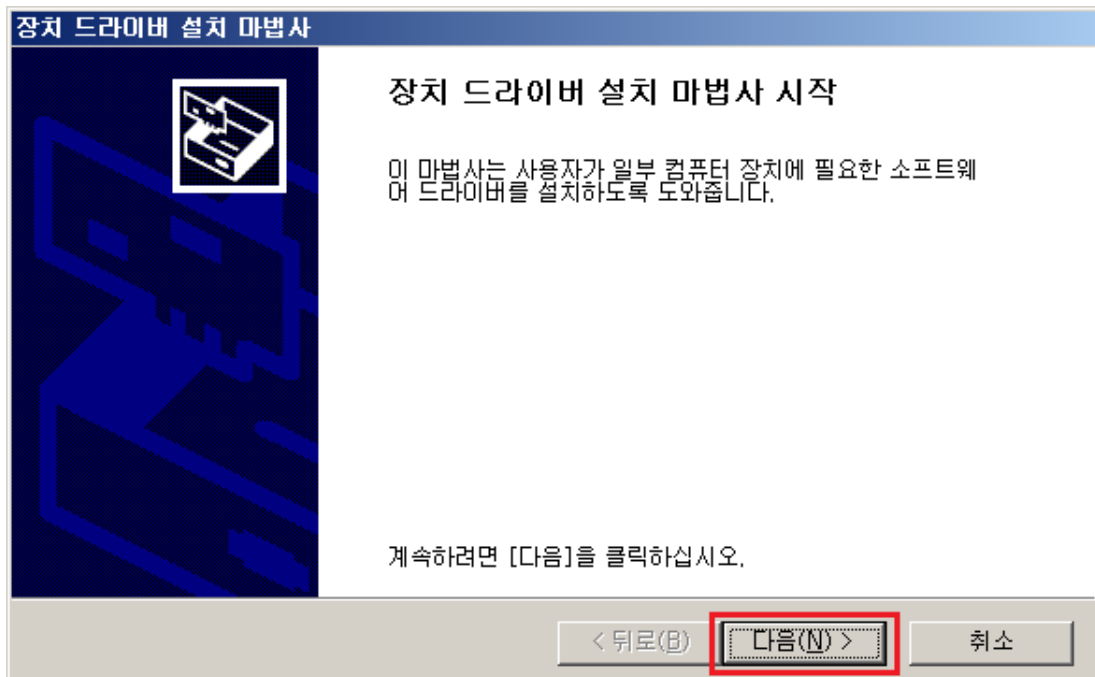 장치 드라이버 설치 마법사
장치 드라이버 설치 마법사 시작
이 마법사는 사용자가 일부 컴퓨터 장치에 필요한 소프트웨
어 드라이버를 설치하도록 도와줍니다.
계속하려면 [다음]을 클릭하십시오.
< 뒤로(B) 다음(N) > 취소